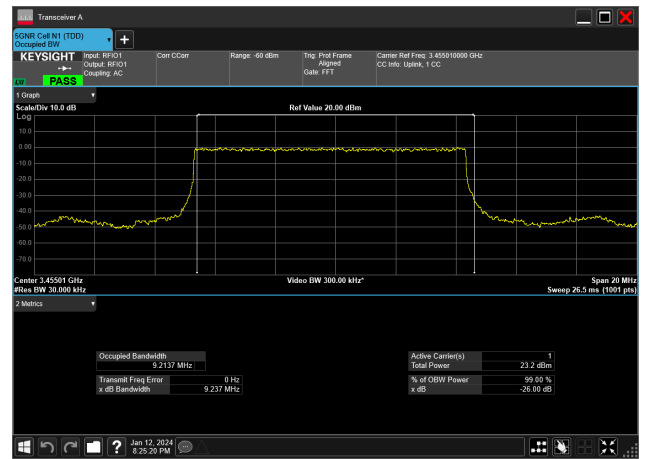 Transceiver A
5GNR Cell N1 (TDD)
Occupied BW
KEYSIGHT
Input: RFIO1
Output: RFIO1
Coupling: AC
Corr CCorr
Range: -60 dBm
Trig: Prot Frame
Aligned
Gate: FFT
Carrier Ref Freq: 3.455010000 GHz
CC Info: Uplink, 1 CC
PASS
1 Graph
Scale/Div 10.0 dB
Ref Value 20.00 dBm
Log
10.0
0.00
-10.0
-20.0
-30.0
-40.0
-50.0
-60.0
-70.0
Center 3.45501 GHz
Video BW 300.00 kHz*
Span 20 MHz
#Res BW 30.000 kHz
Sweep 26.5 ms (1001 pts)
2 Metrics
Occupied Bandwidth
9.2137 MHz
Transmit Freq Error 0 Hz
x dB Bandwidth 9.237 MHz
Active Carrier(s) 1
Total Power 23.2 dBm
% of OBW Power 99.00 %
x dB -26.00 dB
Jan 12, 2024
8:25:20 PM